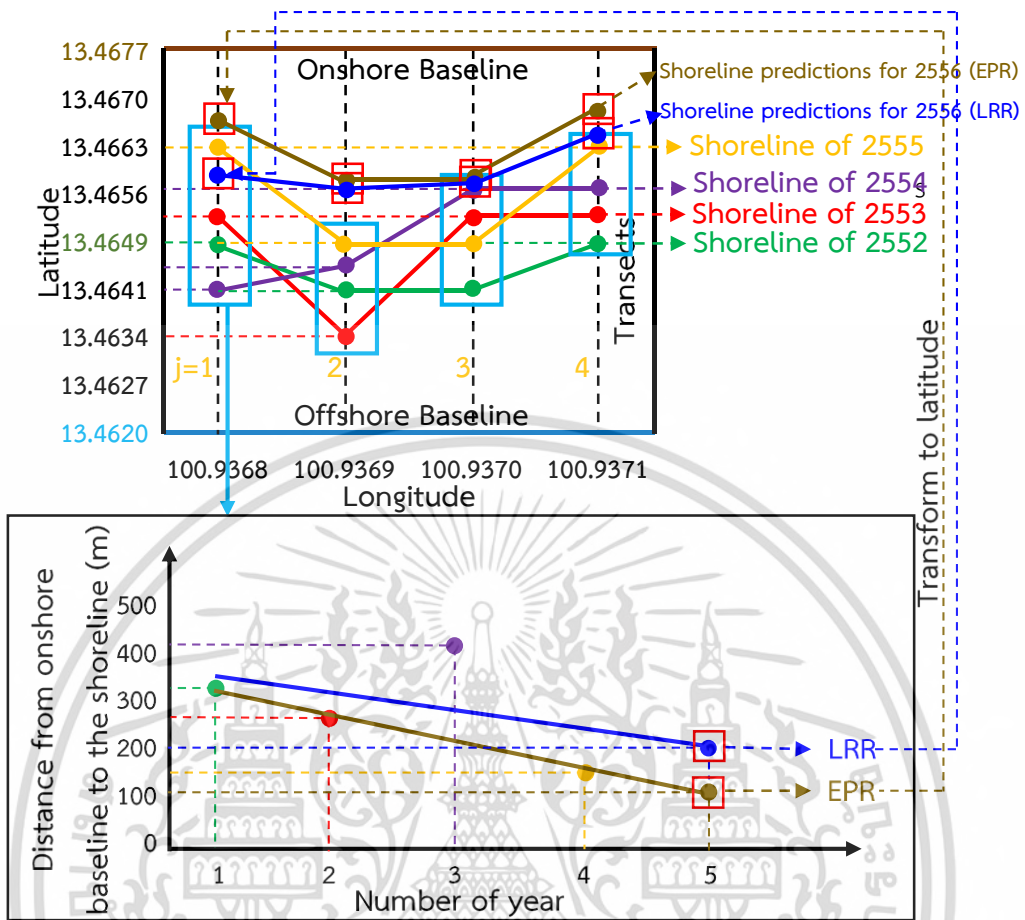 13.4677
13.4670
13.4663
13.4656
13.4649
13.4641
13.4634
13.4627
13.4620
Latitude
Onshore Baseline
Offshore Baseline
Transects
j=1
2
3
4
100.9368
100.9369
100.9370
100.9371
Longitude
Shoreline predictions for 2556 (EPR)
Shoreline predictions for 2556 (LRR)
Shoreline of 2555
Shoreline of 2554
s
Shoreline of 2553
Shoreline of 2552
Transform to latitude
Distance from onshore
baseline to the shoreline (m)
500
400
300
200
100
0
LRR
EPR
1
2
3
4
5
Number of year